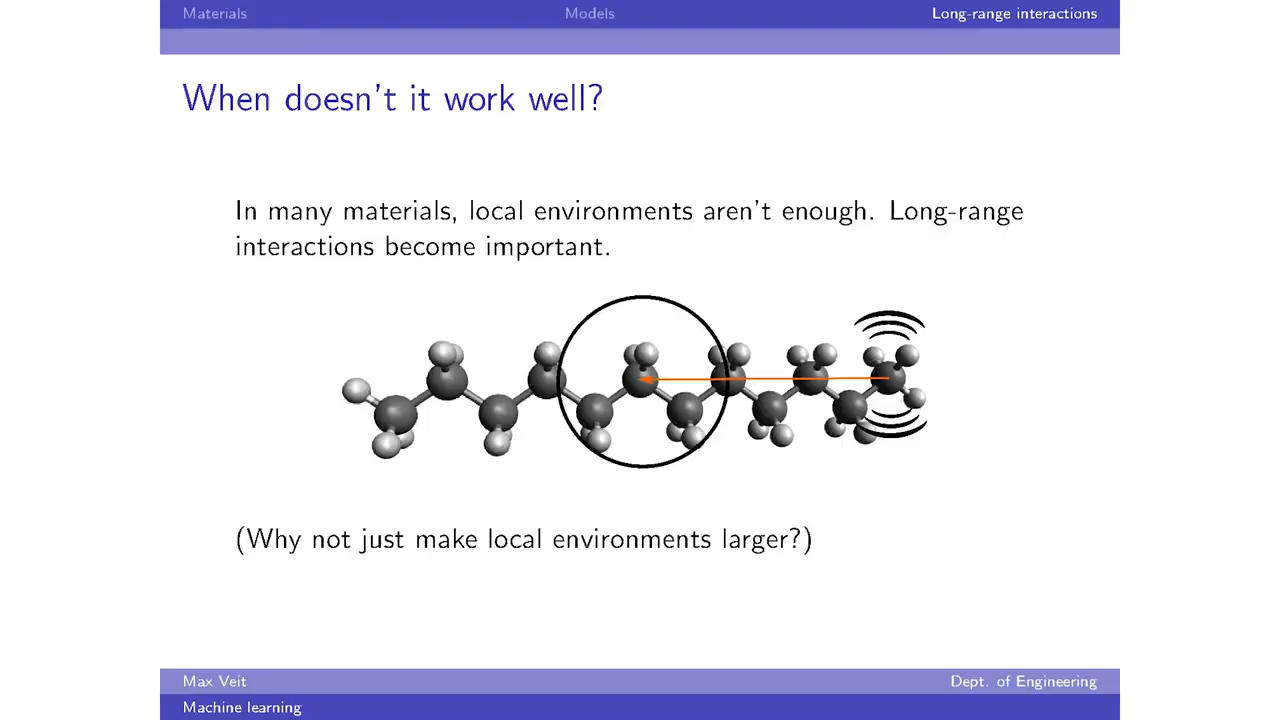 Materials Models Long-range interactions
When doesn't it work well?
In many materials, local environments aren't enough. Long-range
interactions become important.
(Why not just make local environments larger?)
Max Veit Dept. of Engineering
Machine learning